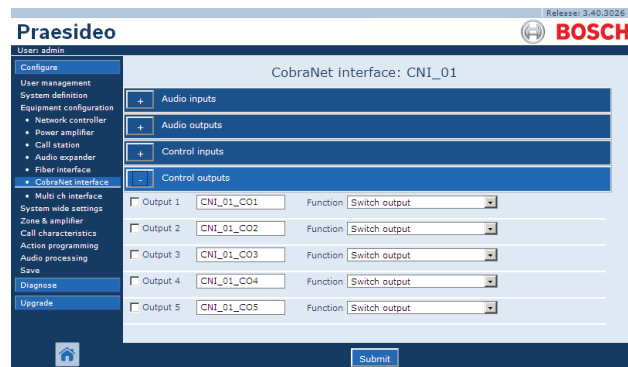 Release: 3.40.3026
Praesideo
BOSCH
User: admin
Configure
User management
System definition
Equipment configuration
• Network controller
• Power amplifier
• Call station
• Audio expander
• Fiber interface
• CobraNet interface
• Multi ch interface
System wide settings
Zone & amplifier
Call characteristics
Action programming
Audio processing
Save
Diagnose
Upgrade
CobraNet interface: CNI_01
+ Audio inputs
+ Audio outputs
+ Control inputs
- Control outputs
Output 1 CNI_01_CO1 Function Switch output
Output 2 CNI_01_CO2 Function Switch output
Output 3 CNI_01_CO3 Function Switch output
Output 4 CNI_01_CO4 Function Switch output
Output 5 CNI_01_CO5 Function Switch output
Submit